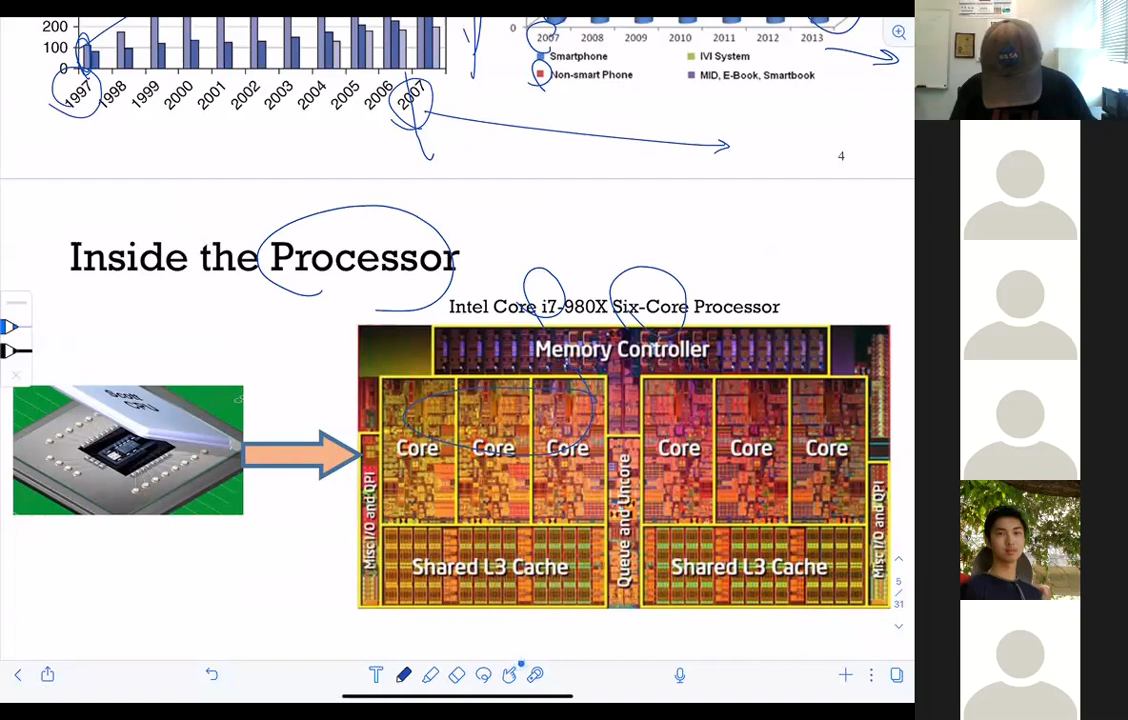 200
100
0
1997 1998 1999 2000 2001 2002 2003 2004 2005 2006 2007
0
2007 2008 2009 2010 2011 2012 2013
Smartphone IVI System
Non-smart Phone MID, E-Book, Smartbook
4
Inside the Processor
Intel Core i7-980X Six-Core Processor
Memory Controller
Scott
CPU
Core Core Core Core Core Core
Misc I/O and QPI
Queue and Uncore
Misc I/O and QPI
Shared L3 Cache Shared L3 Cache
5
/
31
T
NASA